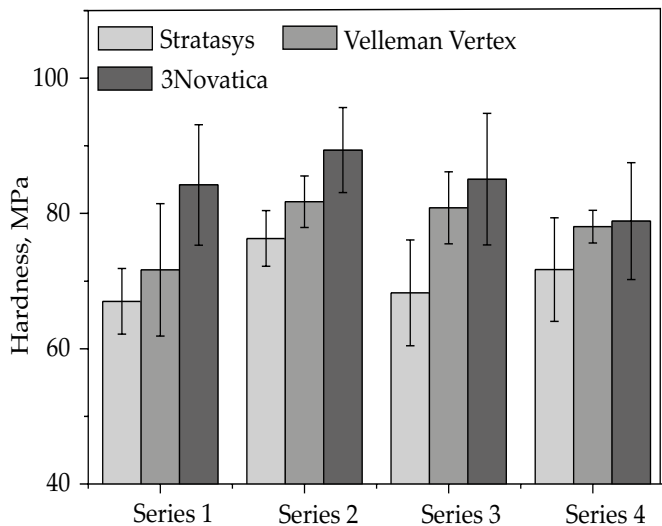 Stratasys
Velleman Vertex
3Novatica
100
80
60
40
Hardness, MPa
Series 1
Series 2
Series 3
Series 4